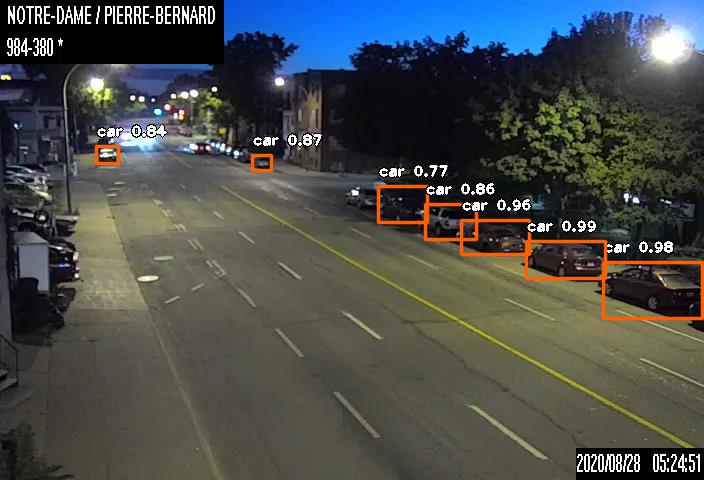 NOTRE-DAME / PIERRE-BERNARD
984-380 *
car 0.84
car 0.87
car 0.77
car 0.86
car 0.96
car 0.99
car 0.98
2020/08/28 05:24:51